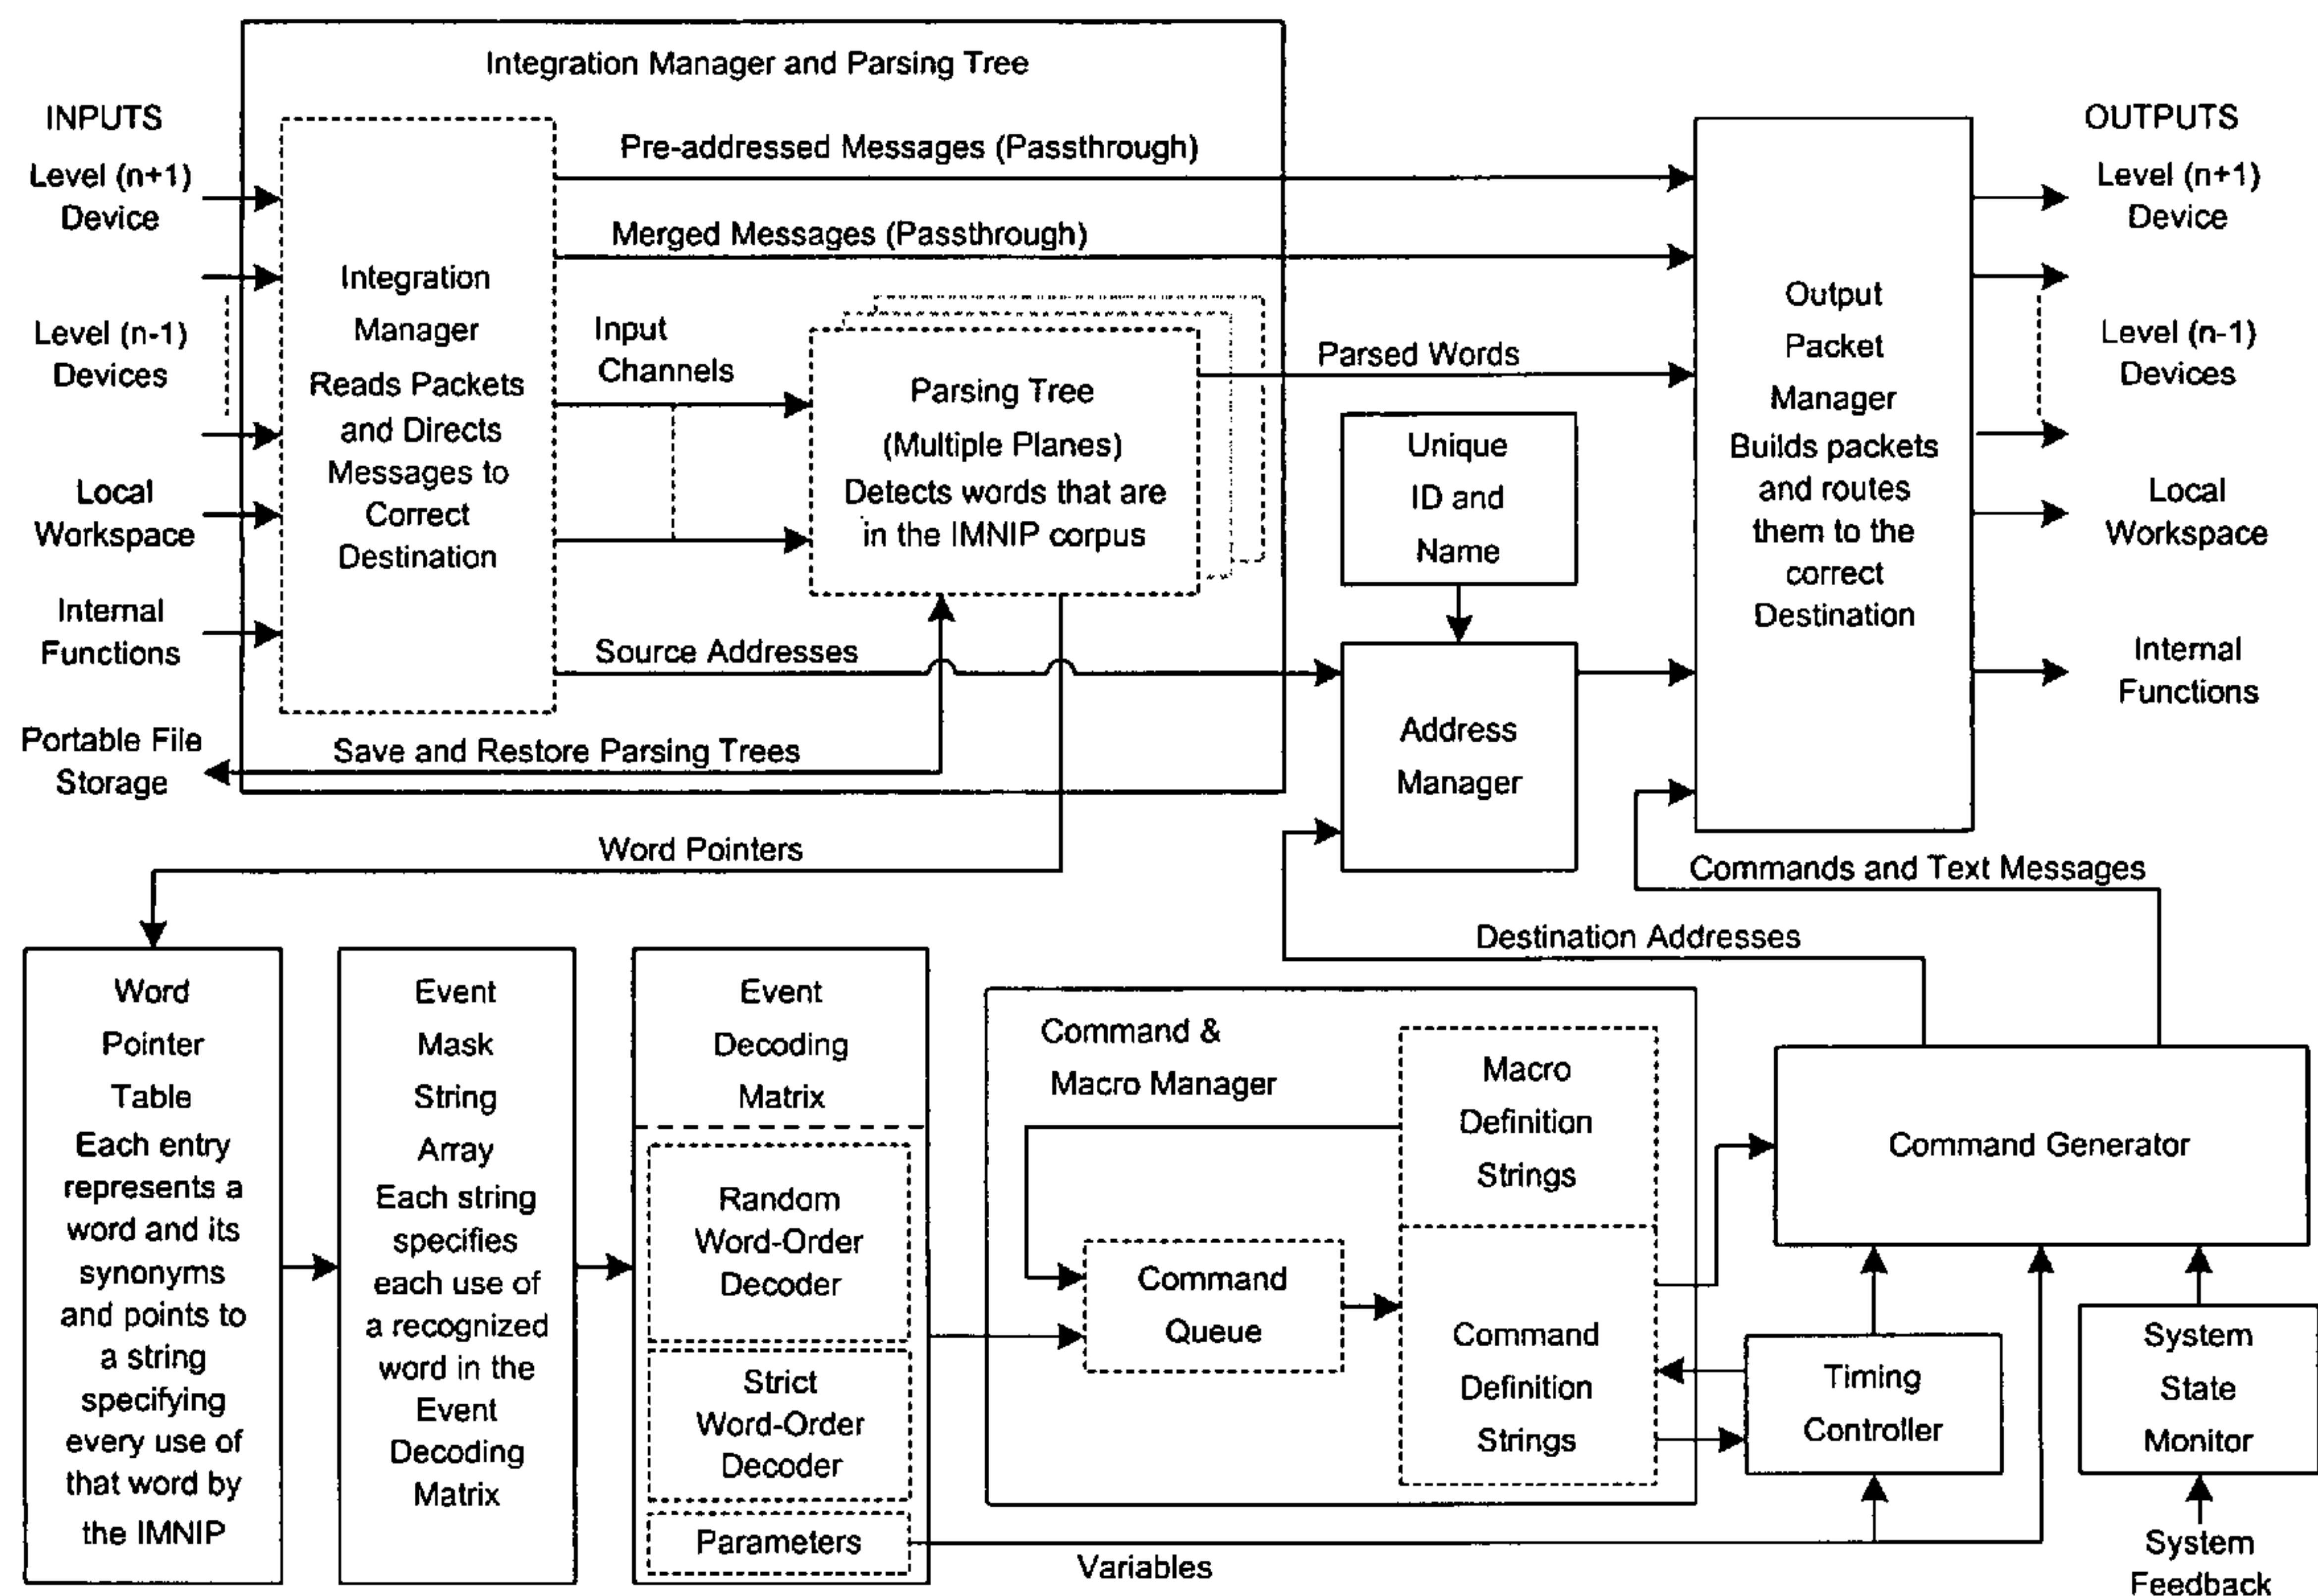 Integration Manager and Parsing Tree
INPUTS
Level (n+1)
Device
Level (n-1)
Devices
Local
Workspace
Internal
Functions
Portable File
Storage
Integration
Manager
Reads Packets
and Directs
Messages to
Correct
Destination
Pre-addressed Messages (Passthrough)
Merged Messages (Passthrough)
Input
Channels
Parsing Tree
(Multiple Planes)
Detects words that are
in the IMNIP corpus
Parsed Words
Source Addresses
Save and Restore Parsing Trees
Word Pointers
Unique
ID and
Name
Address
Manager
Output
Packet
Manager
Builds packets
and routes
them to the
correct
Destination
OUTPUTS
Level (n+1)
Device
Level (n-1)
Devices
Local
Workspace
Internal
Functions
Commands and Text Messages
Destination Addresses
Word
Pointer
Table
Each entry
represents a
word and its
synonyms
and points to
a string
specifying
every use of
that word by
the IMNIP
Event
Mask
String
Array
Each string
specifies
each use of
a recognized
word in the
Event
Decoding
Matrix
Event
Decoding
Matrix
Random
Word-Order
Decoder
Strict
Word-Order
Decoder
Parameters
Variables
Command &
Macro Manager
Command
Queue
Macro
Definition
Strings
Command
Definition
Strings
Command Generator
Timing
Controller
System
State
Monitor
System
Feedback